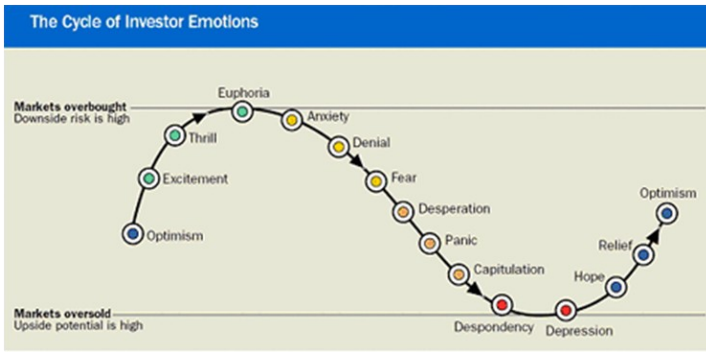 The Cycle of Investor Emotions
Euphoria
Markets overbought
Downside risk is high
Anxiety
Thrill
Denial
Excitement
Fear
Optimism
Desperation
Optimism
Panic
Relief
Capitulation
Hope
Markets oversold
Upside potential is high
Despondency
Depression